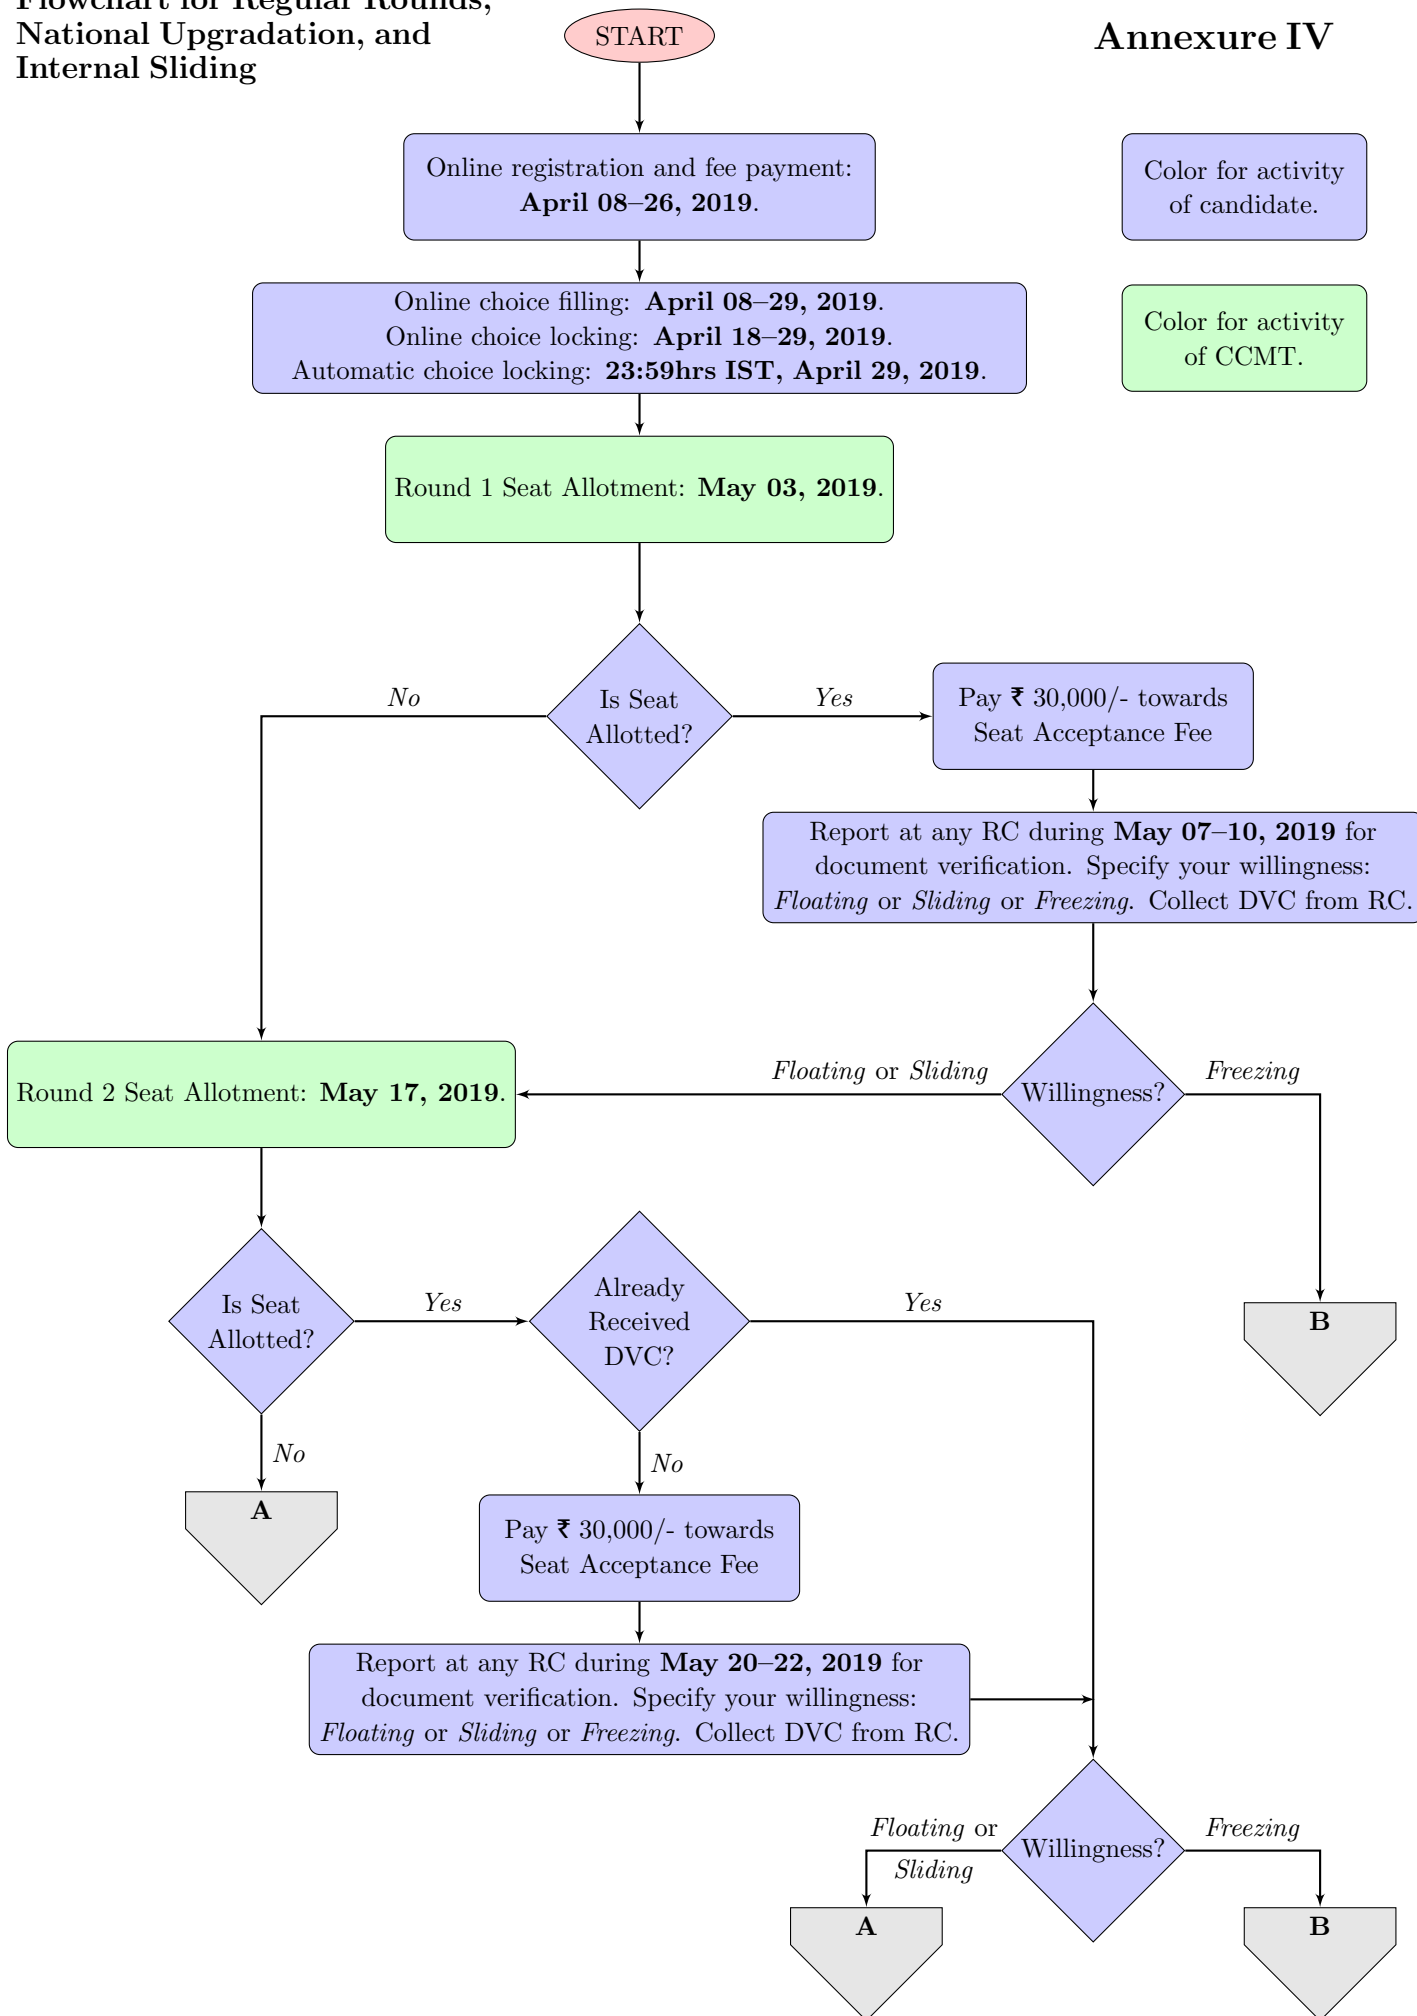 Flowchart for Regular Rounds,
National Upgradation, and
Internal Sliding
START
Annexure IV
Online registration and fee payment:
April 08–26, 2019.
Color for activity
of candidate.
Online choice filling: April 08–29, 2019.
Online choice locking: April 18–29, 2019.
Automatic choice locking: 23:59hrs IST, April 29, 2019.
Color for activity
of CCMT.
Round 1 Seat Allotment: May 03, 2019.
Is Seat
Allotted?
No
Yes
Pay ₹ 30,000/- towards
Seat Acceptance Fee
Report at any RC during May 07–10, 2019 for
document verification. Specify your willingness:
Floating or Sliding or Freezing. Collect DVC from RC.
Willingness?
Floating or Sliding
Freezing
Round 2 Seat Allotment: May 17, 2019.
Is Seat
Allotted?
Yes
Already
Received
DVC?
Yes
B
No
A
No
Pay ₹ 30,000/- towards
Seat Acceptance Fee
Report at any RC during May 20–22, 2019 for
document verification. Specify your willingness:
Floating or Sliding or Freezing. Collect DVC from RC.
Willingness?
Floating or
Sliding
Freezing
A
B